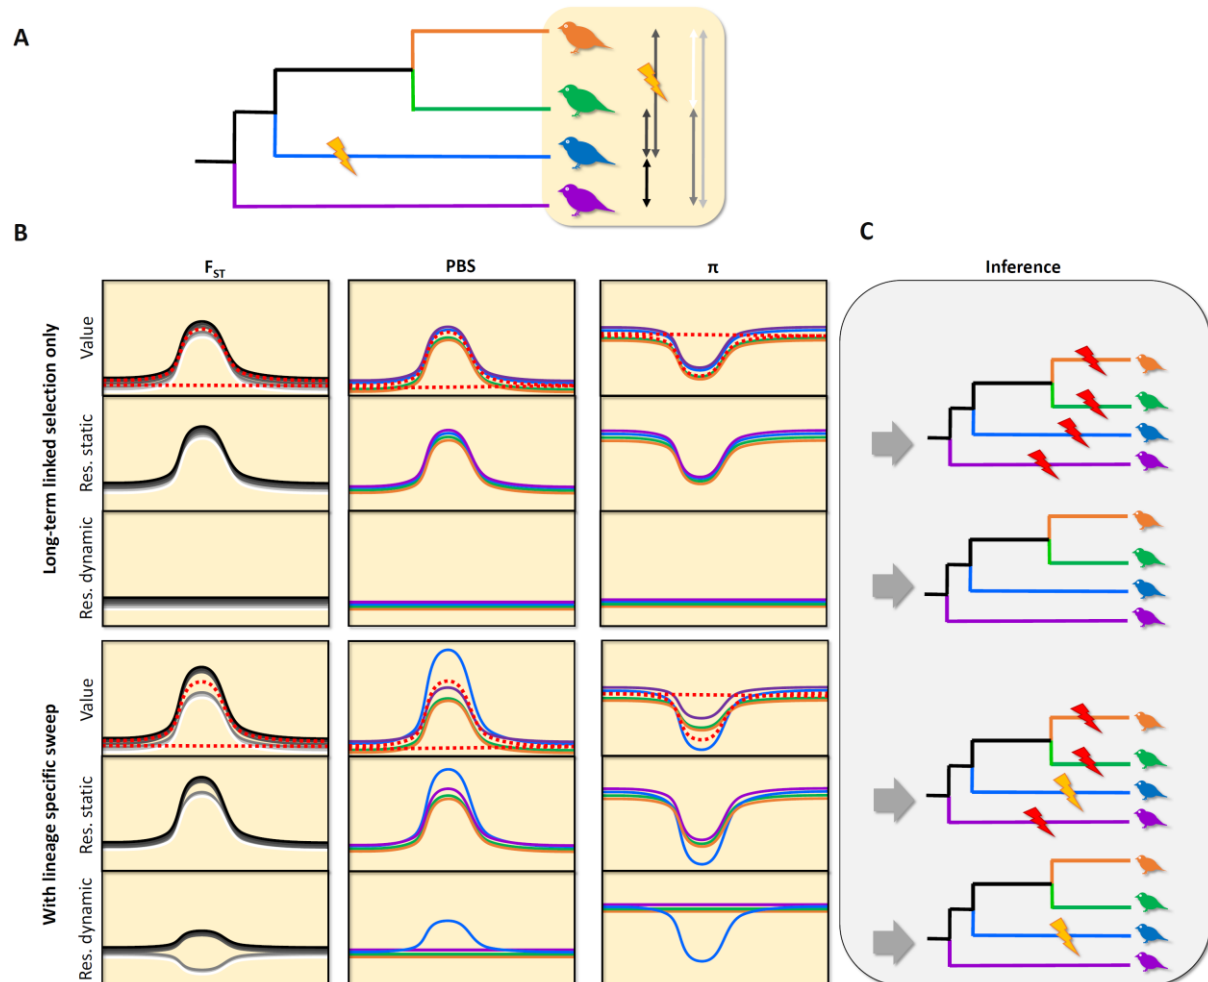 A
B
C
F_ST
PBS
π
Inference
Long-term linked selection only
Value
Res. static
Res. dynamic
With lineage specific sweep
Value
Res. static
Res. dynamic